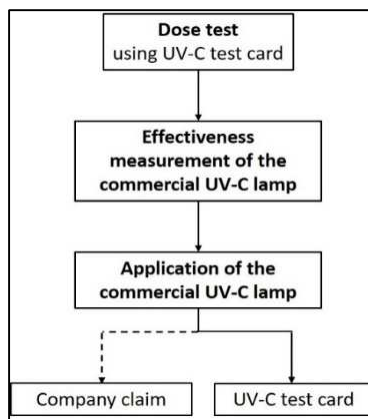 Dose test
using UV-C test card
Effectiveness
measurement of the
commercial UV-C lamp
Application of the
commercial UV-C lamp
Company claim
UV-C test card